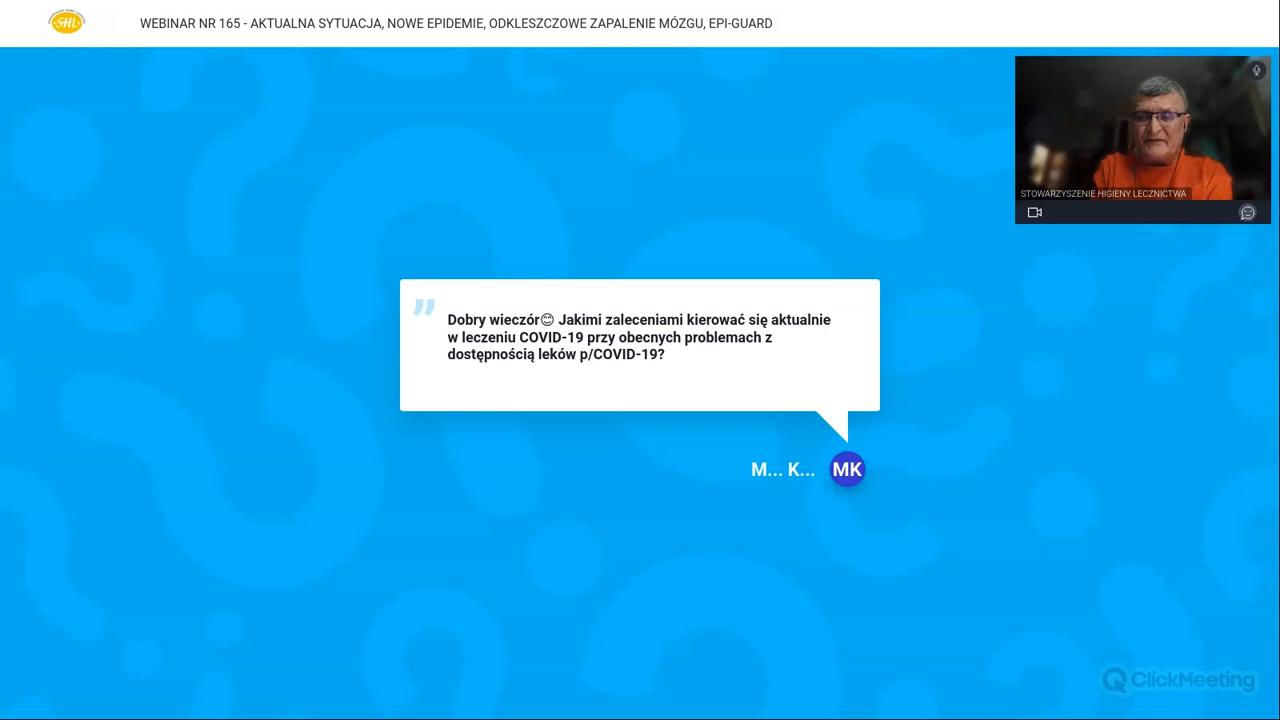 SHL
WEBINAR NR 165 - AKTUALNA SYTUACJA, NOWE EPIDEMIE, ODKLESZCZOWE ZAPALENIE MÓZGU, EPI-GUARD
STOWARZYSZENIE HIGIENY LECZNICTWA
Dobry wieczór😊 Jakimi zaleceniami kierować się aktualnie
w leczeniu COVID-19 przy obecnych problemach z
dostępnością leków p/COVID-19?
M... K... MK
ClickMeeting